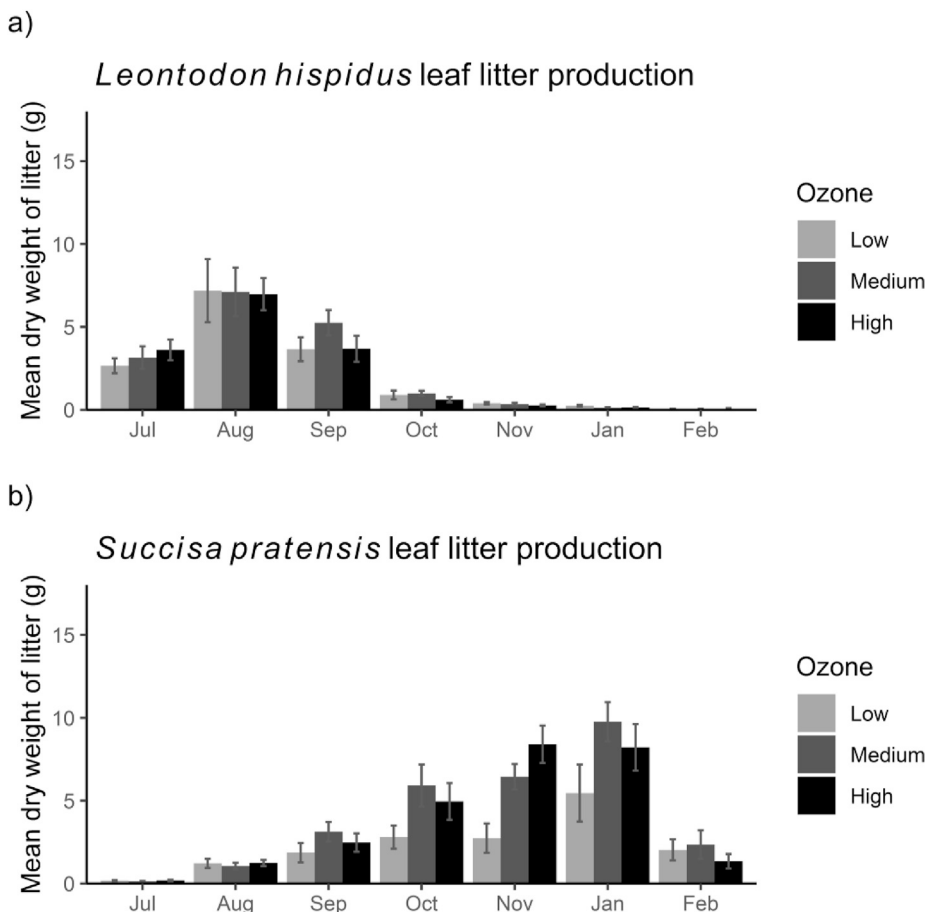 a)
Leontodon hispidus leaf litter production
Mean dry weight of litter (g)
15
10
5
0
Jul Aug Sep Oct Nov Jan Feb
Ozone
Low
Medium
High
b)
Succisa pratensis leaf litter production
Mean dry weight of litter (g)
15
10
5
0
Jul Aug Sep Oct Nov Jan Feb
Ozone
Low
Medium
High